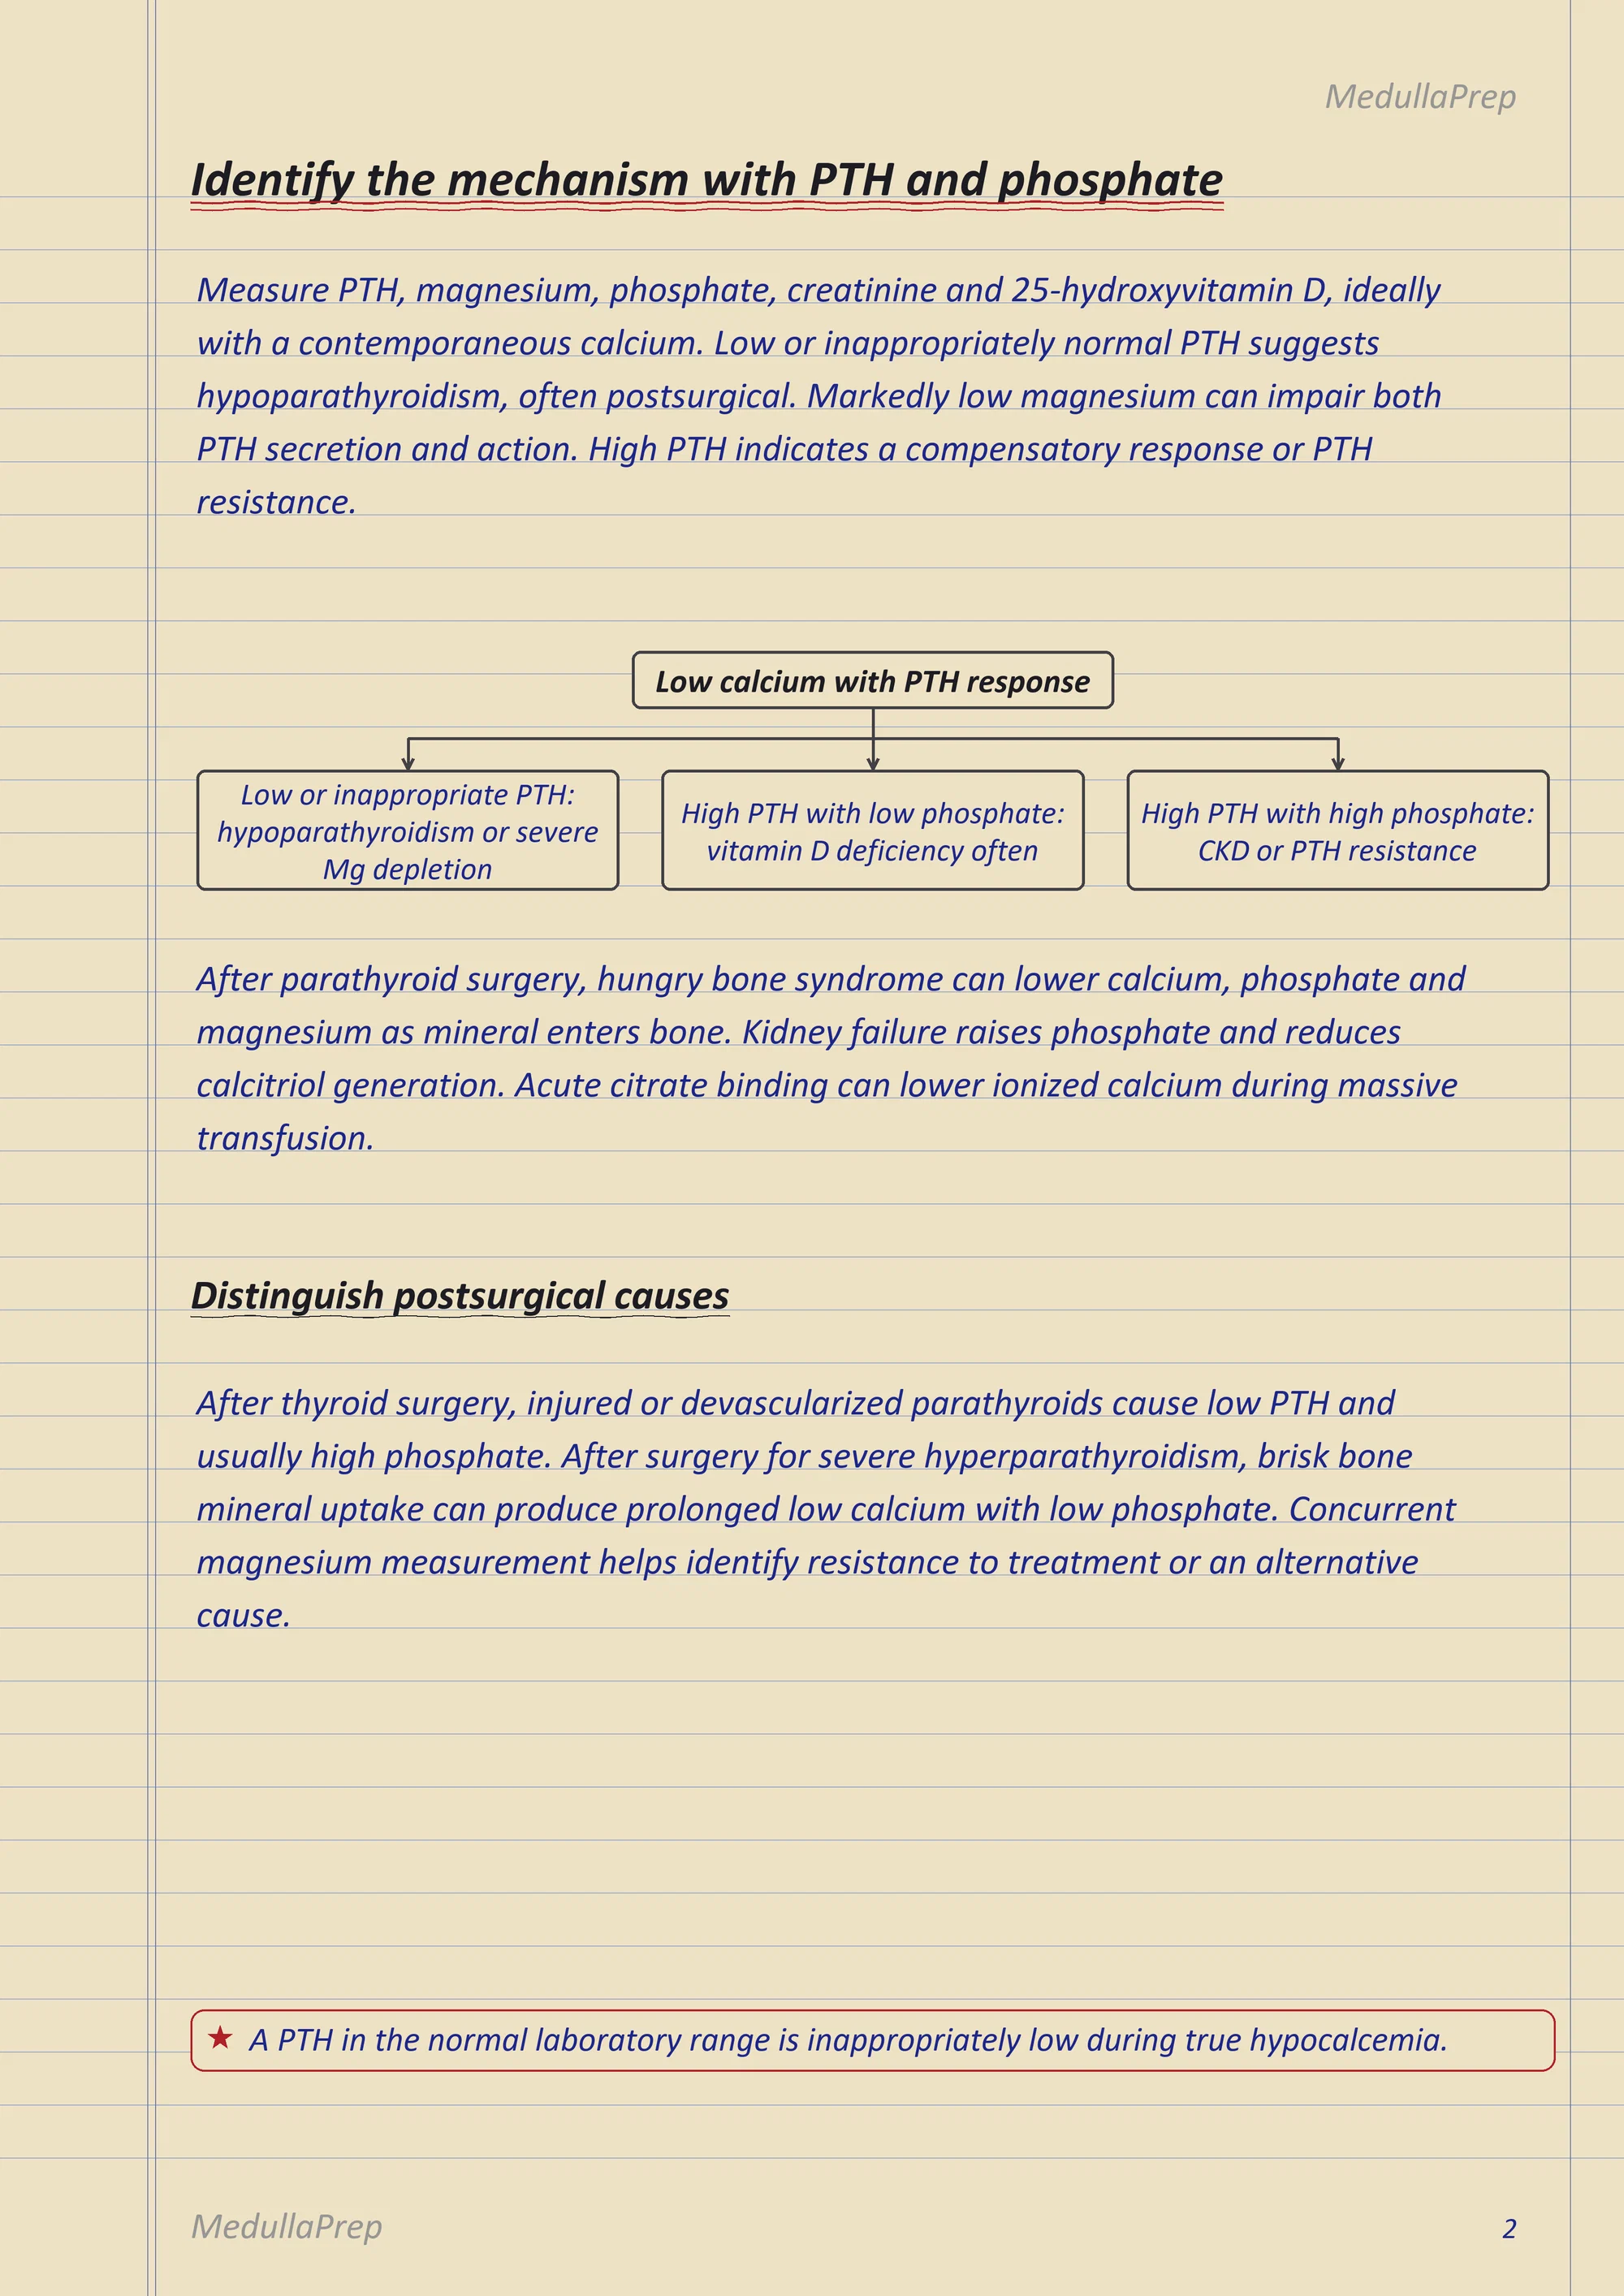 MedullaPrep
Identify the mechanism with PTH and phosphate
Measure PTH, magnesium, phosphate, creatinine and 25-hydroxyvitamin D, ideally
with a contemporaneous calcium. Low or inappropriately normal PTH suggests
hypoparathyroidism, often postsurgical. Markedly low magnesium can impair both
PTH secretion and action. High PTH indicates a compensatory response or PTH
resistance.
Low calcium with PTH response
Low or inappropriate PTH:
hypoparathyroidism or severe
Mg depletion
High PTH with low phosphate:
vitamin D deficiency often
High PTH with high phosphate:
CKD or PTH resistance
After parathyroid surgery, hungry bone syndrome can lower calcium, phosphate and
magnesium as mineral enters bone. Kidney failure raises phosphate and reduces
calcitriol generation. Acute citrate binding can lower ionized calcium during massive
transfusion.
Distinguish postsurgical causes
After thyroid surgery, injured or devascularized parathyroids cause low PTH and
usually high phosphate. After surgery for severe hyperparathyroidism, brisk bone
mineral uptake can produce prolonged low calcium with low phosphate. Concurrent
magnesium measurement helps identify resistance to treatment or an alternative
cause.
★ A PTH in the normal laboratory range is inappropriately low during true hypocalcemia.
MedullaPrep
2